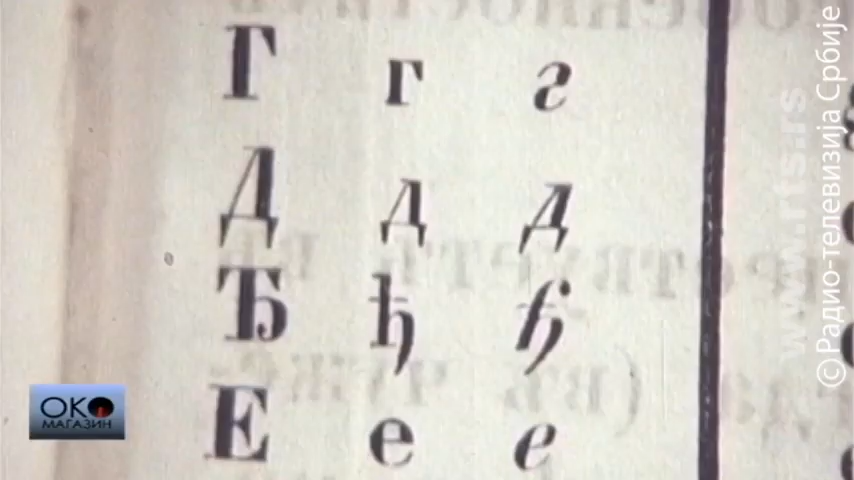 Г г г
Д д д
Ђ ђ ђ
Е е е
ОКО
МАГАЗИН
©Радио-телевизија Србије
www.rts.rs